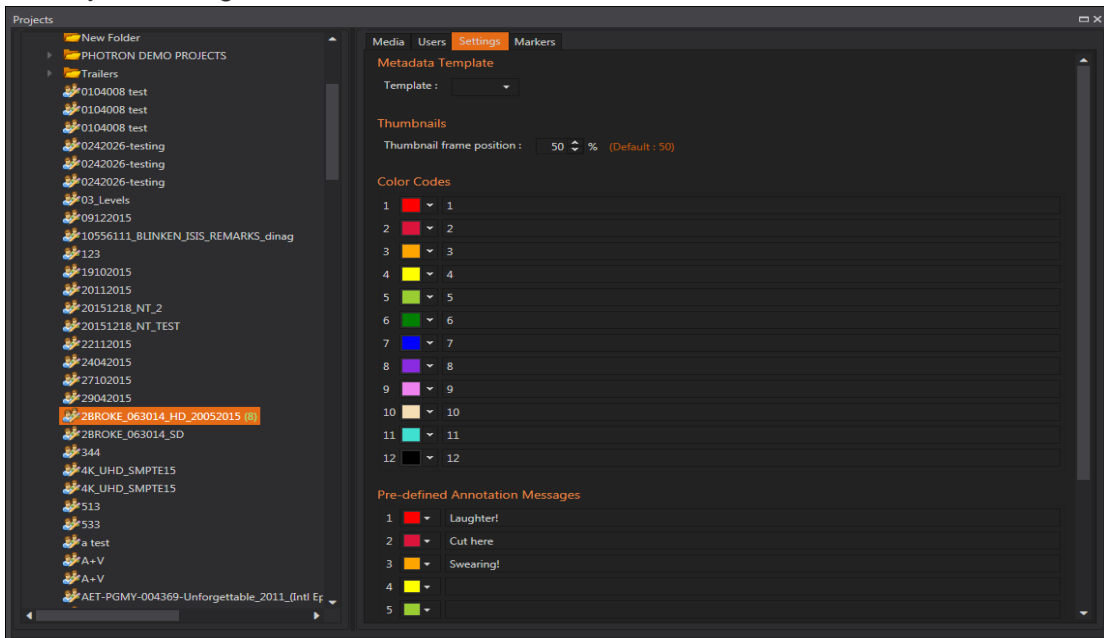 Projects
New Folder
PHOTRON DEMO PROJECTS
Trailers
0104008 test
0104008 test
0104008 test
0242026-testing
0242026-testing
0242026-testing
03_Levels
09122015
10556111_BLINKEN_ISIS_REMARKS_dinag
123
19102015
20112015
20151218_NT_2
20151218_NT_TEST
22112015
24042015
27102015
29042015
2BROKE_063014_HD_20052015 (8)
2BROKE_063014_SD
344
4K_UHD_SMPTE15
4K_UHD_SMPTE15
513
533
a test
A+V
A+V
AET-PGMY-004369-Unforgettable_2011_(Intl Ep
Media Users Settings Markers
Metadata Template
Template :
Thumbnails
Thumbnail frame position : 50 % (Default : 50)
Color Codes
1 1
2 2
3 3
4 4
5 5
6 6
7 7
8 8
9 9
10 10
11 11
12 12
Pre-defined Annotation Messages
1 Laughter!
2 Cut here
3 Swearing!
4
5